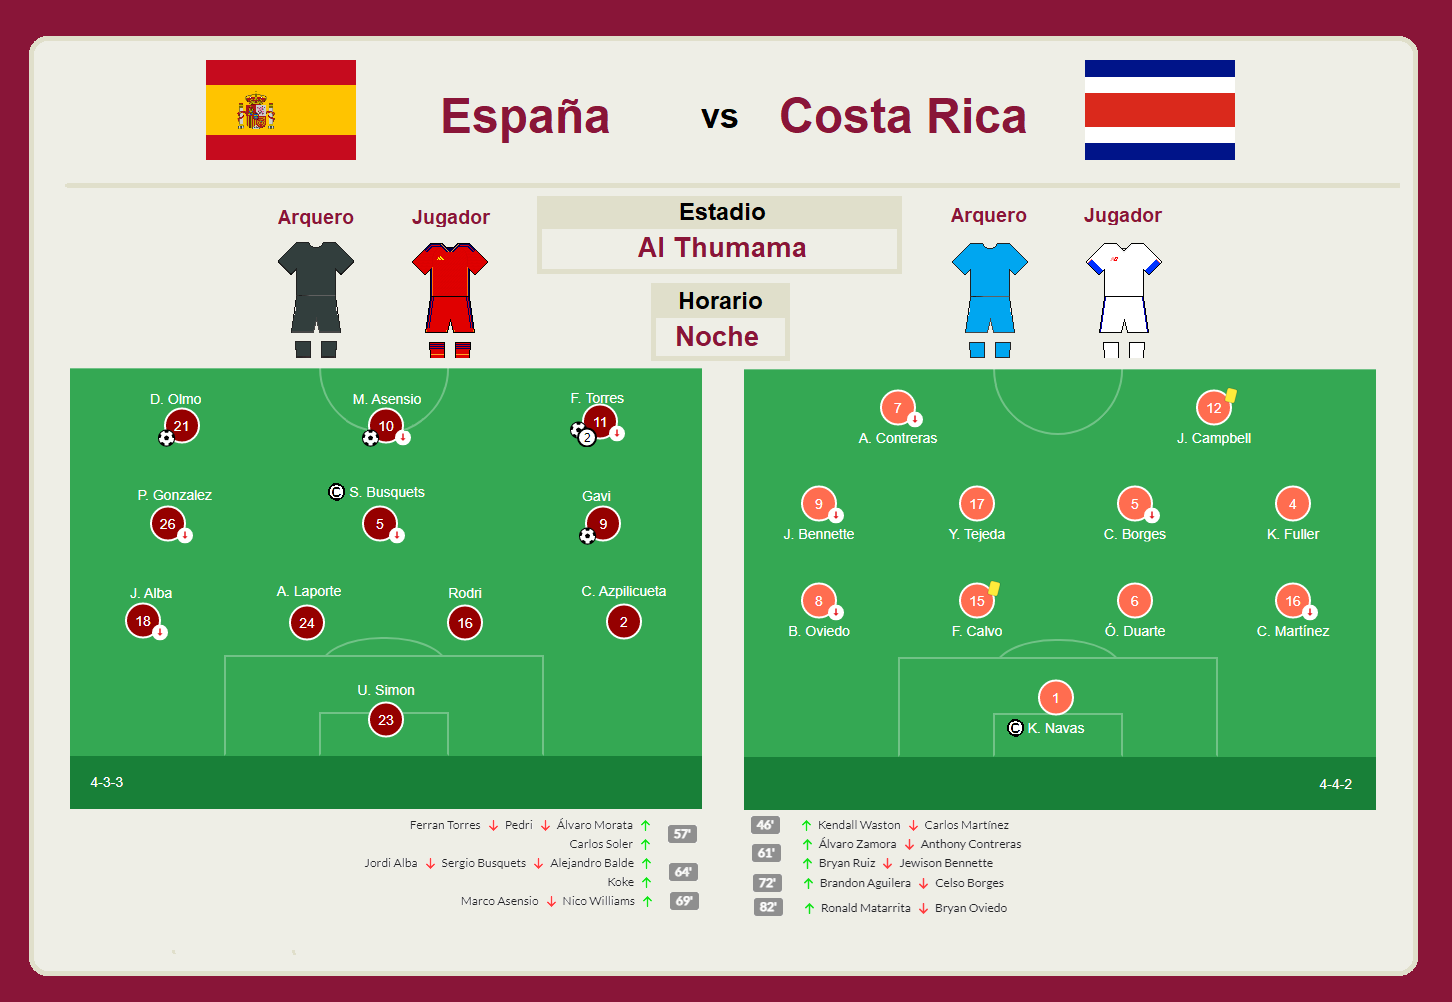 España vs Costa Rica
Arquero Jugador
Estadio
Al Thumama
Horario
Noche
Arquero Jugador
D. Olmo M. Asensio F. Torres
21 10 11
2
P. Gonzalez © S. Busquets Gavi
26 5 9
J. Alba A. Laporte Rodri C. Azpilicueta
18 24 16 2
U. Simon
23
4-3-3
7 12
A. Contreras J. Campbell
9 17 5 4
J. Bennette Y. Tejeda C. Borges K. Fuller
8 15 6 16
B. Oviedo F. Calvo Ó. Duarte C. Martínez
1
© K. Navas
4-4-2
Ferran Torres ↓ Pedri ↓ Álvaro Morata ↑ 57'
Carlos Soler ↑
Jordi Alba ↓ Sergio Busquets ↓ Alejandro Balde ↑ 64'
Koke ↑
Marco Asensio ↓ Nico Williams ↑ 69'
46' ↑ Kendall Waston ↓ Carlos Martínez
61' ↑ Álvaro Zamora ↓ Anthony Contreras
↑ Bryan Ruiz ↓ Jewison Bennette
72' ↑ Brandon Aguilera ↓ Celso Borges
82' ↑ Ronald Matarrita ↓ Bryan Oviedo